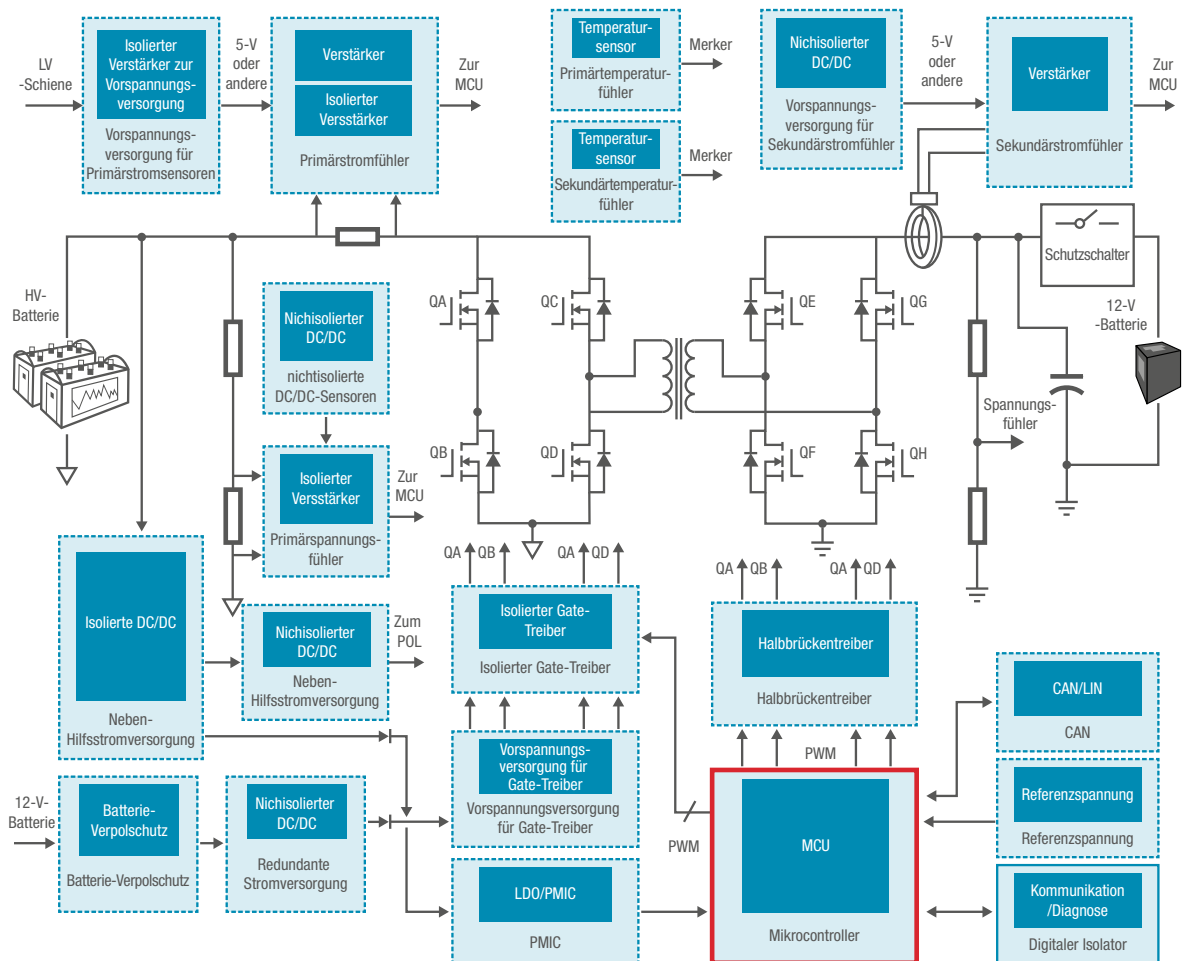 LV
-Schiene
Isolierter
Verstärker zur
Vorspannungs-
versorgung
Vorspannungs-
versorgung für
Primärstromsensoren
5-V
oder
andere
Verstärker
Isolierter
Versstärker
Primärstromfühler
Zur
MCU
Temperatur-
sensor
Primärtemperatur-
fühler
Merker
Temperatur-
sensor
Sekundärtemperatur-
fühler
Merker
Nichisolierter
DC/DC
Vorspannungs-
versorgung für
Sekundärstromfühler
5-V
oder
andere
Verstärker
Sekundärstromfühler
Zur
MCU
HV-
Batterie
Nichtisolierter
DC/DC
nichtisolierte
DC/DC-Sensoren
QA
QC
QB
QD
QE
QG
QF
QH
Schutzschalter
12-V
-Batterie
Spannungs-
fühler
Isolierter
Versstärker
Primärspannungs-
fühler
Zur
MCU
Isolierte DC/DC
Neben-
Hilfsstromversorgung
Nichisolierter
DC/DC
Neben-
Hilfsstromversorgung
Zum
POL
QA QB QA QD
Isolierter Gate-
Treiber
Isolierter Gate-Treiber
QA QB QA QD
Halbbrückentreiber
Halbbrückentreiber
Vorspannungs-
versorgung für
Gate-Treiber
Vorspannungsversorgung
für Gate-Treiber
PWM
PWM
12-V-
Batterie
Batterie-
Verpolschutz
Batterie-Verpolschutz
Nichisolierter
DC/DC
Redundante
Stromversorgung
LDO/PMIC
PMIC
MCU
Mikrocontroller
CAN/LIN
CAN
Referenzspannung
Referenzspannung
Kommunikation
/Diagnose
Digitaler Isolator